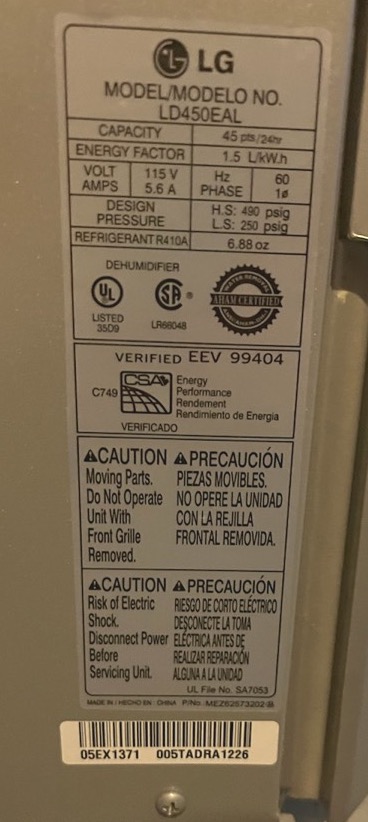 LG
MODEL/MODELO NO.
LD450EAL
CAPACITY 45 pts/24hr
ENERGY FACTOR 1.5 L/kW.h
VOLT 115 V Hz 60
AMPS 5.6 A PHASE 1ø
DESIGN PRESSURE H.S: 490 psig
L.S: 250 psig
REFRIGERANT R410A 6.88 oz
DEHUMIDIFIER
UL
LISTED
35D9
SA ®
LR66048
WATER REMOVAL
AHAM CERTIFIED
VERIFIED EEV 99404
C749 CSA
Energy
Performance
Rendement
Rendimiento de Energia
VERIFICADO
⚠CAUTION ⚠PRECAUCIÓN
Moving Parts. PIEZAS MOVIBLES.
Do Not Operate NO OPERE LA UNIDAD
Unit With CON LA REJILLA
Front Grille FRONTAL REMOVIDA.
Removed.
⚠CAUTION ⚠PRECAUCIÓN
Risk of Electric RIESGO DE CORTO ELÉCTRICO
Shock. DESCONECTE LA TOMA
Disconnect Power ELÉCTRICA ANTES DE
Before REALIZAR REPARACIÓN
Servicing Unit. ALGUNA A LA UNIDAD
UL File No. SA7053
MADE IN / HECHO EN CHINA P/No. MEZ62673202
05EX1371 005TADRA1226